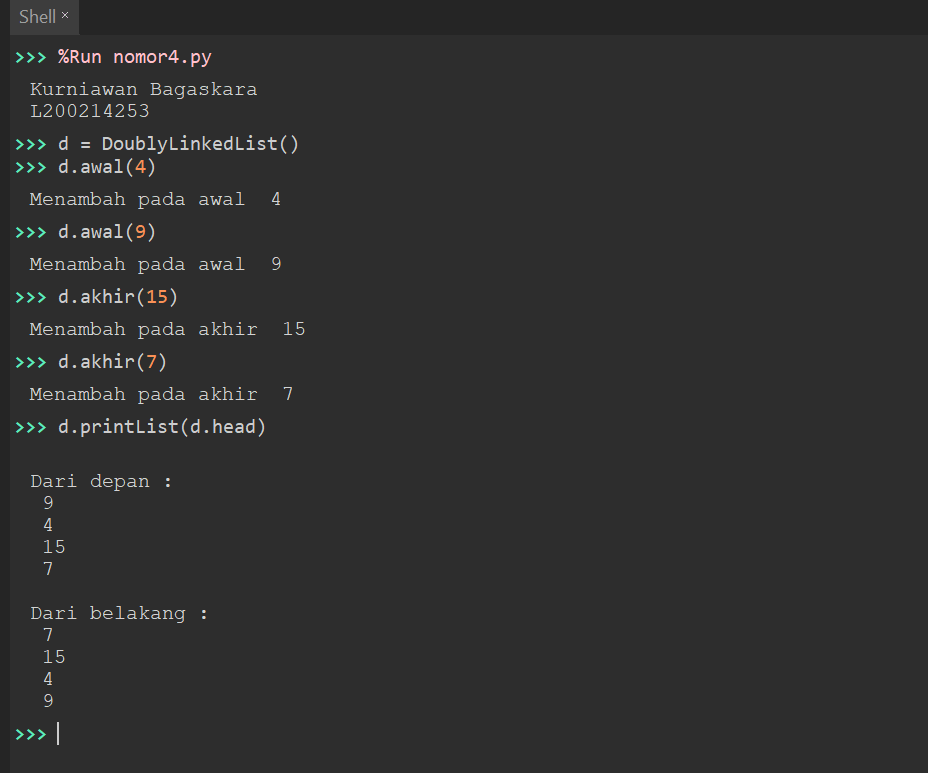 Shell ×
>>> %Run nomor4.py
Kurniawan Bagaskara
L200214253
>>> d = DoublyLinkedList()
>>> d.awal(4)
Menambah pada awal  4
>>> d.awal(9)
Menambah pada awal  9
>>> d.akhir(15)
Menambah pada akhir  15
>>> d.akhir(7)
Menambah pada akhir  7
>>> d.printList(d.head)
Dari depan :
9
4
15
7
Dari belakang :
7
15
4
9
>>>